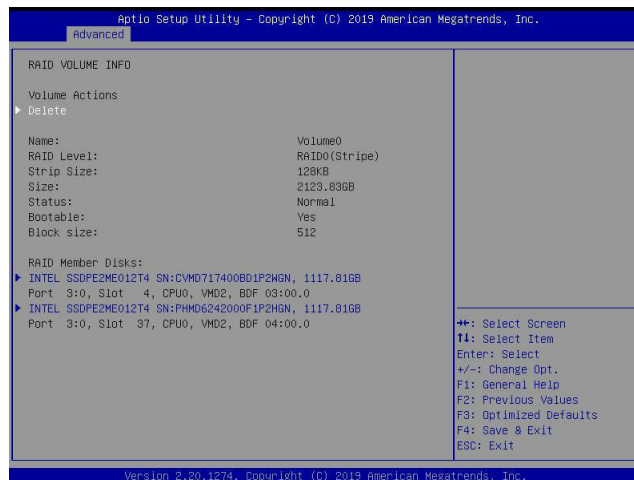 Aptio Setup Utility – Copyright (C) 2019 American Megatrends, Inc.
Advanced
RAID VOLUME INFO
Volume Actions
Delete
Name: Volume0
RAID Level: RAID0(Stripe)
Strip Size: 128KB
Size: 2123.83GB
Status: Normal
Bootable: Yes
Block size: 512
RAID Member Disks:
INTEL SSDPE2ME012T4 SN:CVMD717400BD1P2WGN, 1117.81GB
Port 3:0, Slot 4, CPU0, VMD2, BDF 03:00.0
INTEL SSDPE2ME012T4 SN:PHMD6242000F1P2HGN, 1117.81GB
Port 3:0, Slot 37, CPU0, VMD2, BDF 04:00.0
→←: Select Screen
↑↓: Select Item
Enter: Select
+/-: Change Opt.
F1: General Help
F2: Previous Values
F3: Optimized Defaults
F4: Save & Exit
ESC: Exit
Version 2.20.1274. Copyright (C) 2019 American Megatrends, Inc.